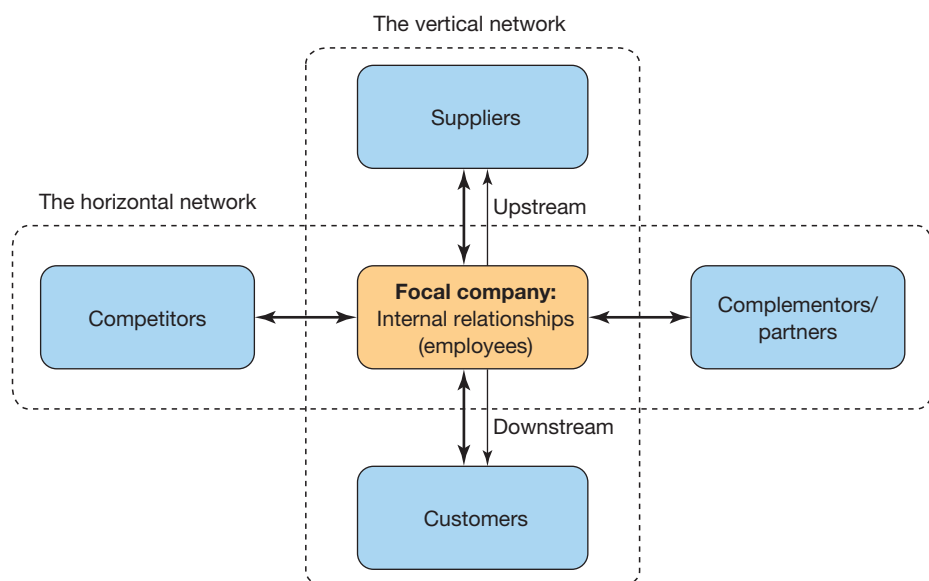 The vertical network
Suppliers
Upstream
The horizontal network
Competitors
Focal company:
Internal relationships
(employees)
Complementors/
partners
Downstream
Customers